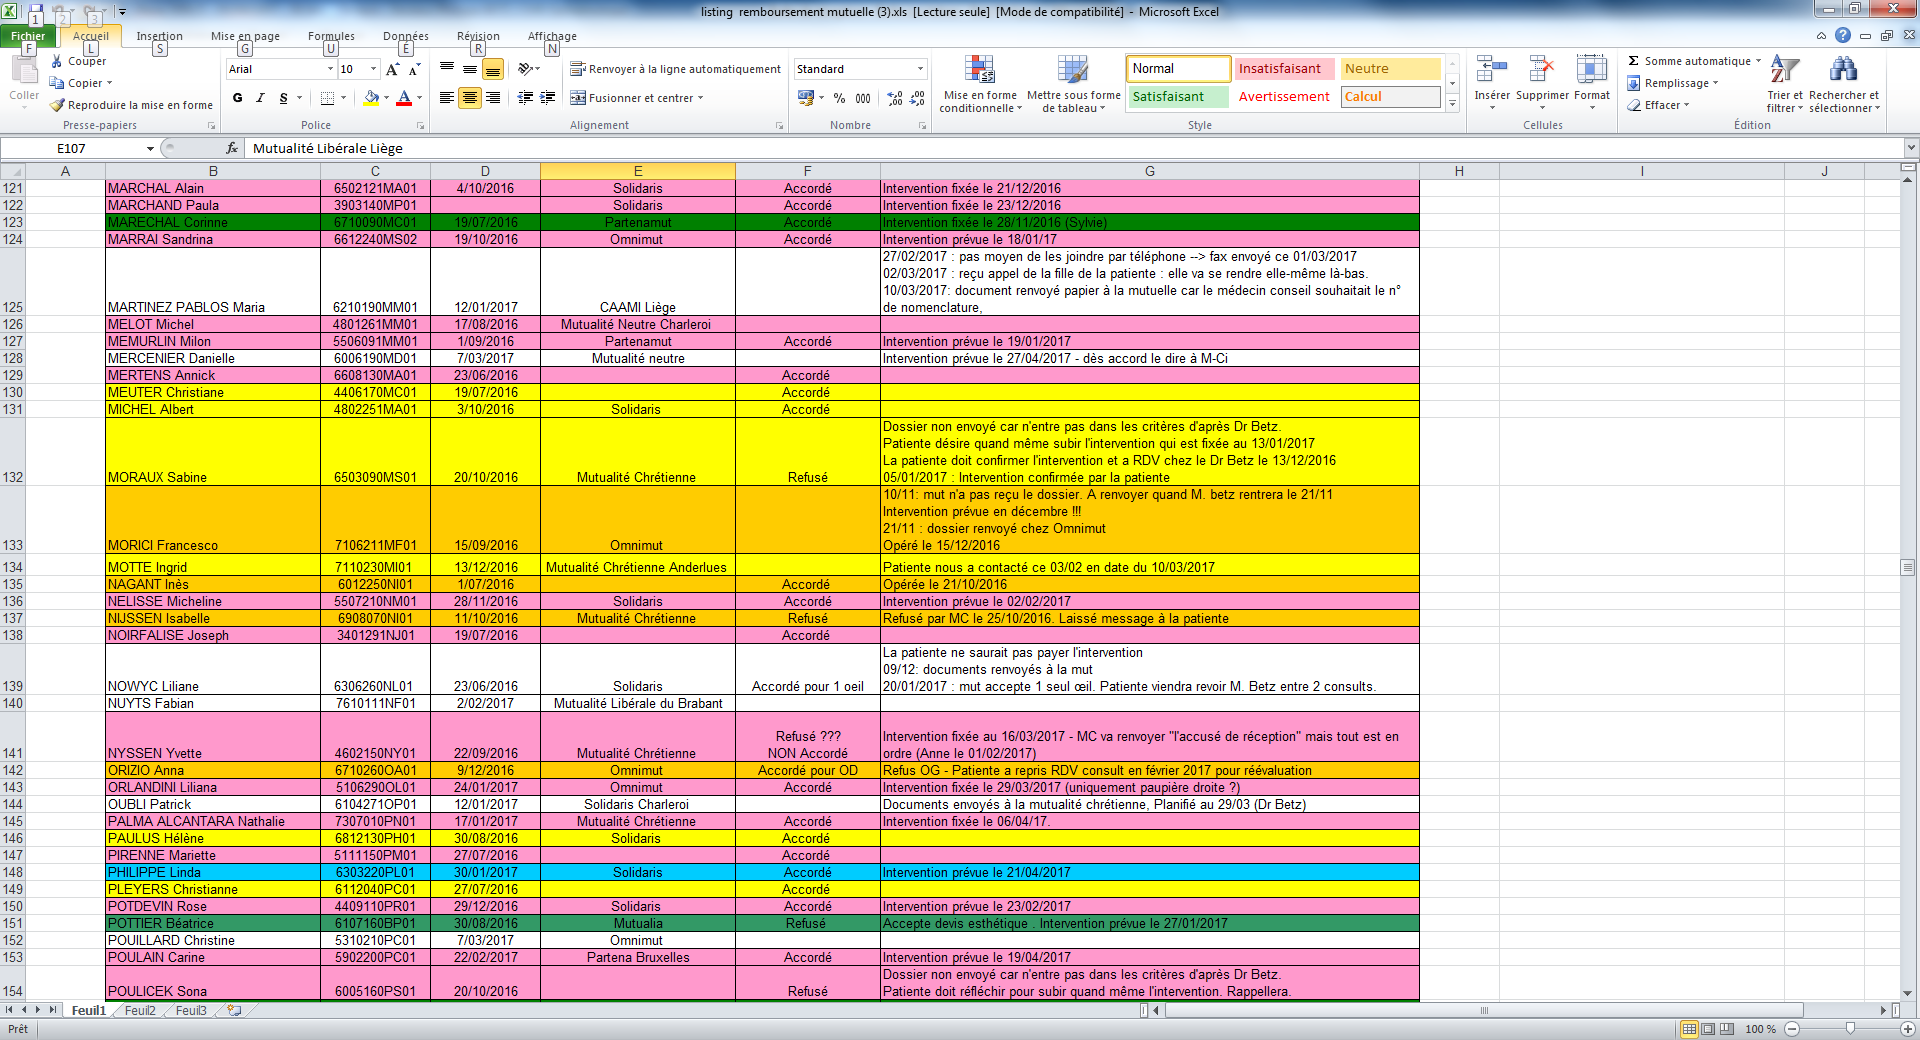 listing remboursement mutuelle (3).xls [Lecture seule] [Mode de compatibilité] - Microsoft Excel
1 2 3
Fichier Accueil Insertion Mise en page Formules Données Révision Affichage
F L S G U É R N
Coller
Couper
Copier
Reproduire la mise en forme
Presse-papiers
Arial 10
G I S
Police
Renvoyer à la ligne automatiquement
Fusionner et centrer
Alignement
Standard
% 000
Nombre
Mise en forme conditionnelle
Mettre sous forme de tableau
Normal Insatisfaisant Neutre
Satisfaisant Avertissement Calcul
Style
Insérer Supprimer Format
Cellules
Somme automatique
Remplissage
Effacer
Trier et filtrer
Rechercher et sélectionner
Édition
E107 fx Mutualité Libérale Liège
A B C D E F G H I J
121 MARCHAL Alain 6502121MA01 4/10/2016 Solidaris Accordé Intervention fixée le 21/12/2016
122 MARCHAND Paula 3903140MP01 Solidaris Accordé Intervention fixée le 23/12/2016
123 MARECHAL Corinne 6710090MC01 19/07/2016 Partenamut Accordé Intervention fixée le 28/11/2016 (Sylvie)
124 MARRAI Sandrina 6612240MS02 19/10/2016 Omnimut Accordé Intervention prévue le 18/01/17
27/02/2017 : pas moyen de les joindre par téléphone --> fax envoyé ce 01/03/2017
02/03/2017 : reçu appel de la fille de la patiente : elle va se rendre elle-même là-bas.
10/03/2017: document renvoyé papier à la mutuelle car le médecin conseil souhaitait le n°
125 MARTINEZ PABLOS Maria 6210190MM01 12/01/2017 CAAMI Liège de nomenclature,
126 MELOT Michel 4801261MM01 17/08/2016 Mutualité Neutre Charleroi
127 MEMURLIN Milon 5506091MM01 1/09/2016 Partenamut Accordé Intervention prévue le 19/01/2017
128 MERCENIER Danielle 6006190MD01 7/03/2017 Mutualité neutre Intervention prévue le 27/04/2017 - dès accord le dire à M-Ci
129 MERTENS Annick 6608130MA01 23/06/2016 Accordé
130 MEUTER Christiane 4406170MC01 19/07/2016 Accordé
131 MICHEL Albert 4802251MA01 3/10/2016 Solidaris Accordé
Dossier non envoyé car n'entre pas dans les critères d'après Dr Betz.
Patiente désire quand même subir l'intervention qui est fixée au 13/01/2017
La patiente doit confirmer l'intervention et a RDV chez le Dr Betz le 13/12/2016
132 MORAUX Sabine 6503090MS01 20/10/2016 Mutualité Chrétienne Refusé 05/01/2017 : Intervention confirmée par la patiente
10/11: mut n'a pas reçu le dossier. A renvoyer quand M. betz rentrera le 21/11
Intervention prévue en décembre !!!
21/11 : dossier renvoyé chez Omnimut
133 MORICI Francesco 7106211MF01 15/09/2016 Omnimut Opéré le 15/12/2016
134 MOTTE Ingrid 7110230MI01 13/12/2016 Mutualité Chrétienne Anderlues Patiente nous a contacté ce 03/02 en date du 10/03/2017
135 NAGANT Inès 6012250NI01 1/07/2016 Accordé Opérée le 21/10/2016
136 NELISSE Micheline 5507210NM01 28/11/2016 Solidaris Accordé Intervention prévue le 02/02/2017
137 NIJSSEN Isabelle 6908070NI01 11/10/2016 Mutualité Chrétienne Refusé Refusé par MC le 25/10/2016. Laissé message à la patiente
138 NOIRFALISE Joseph 3401291NJ01 19/07/2016 Accordé
La patiente ne saurait pas payer l'intervention
09/12: documents renvoyés à la mut
139 NOWYC Liliane 6306260NL01 23/06/2016 Solidaris Accordé pour 1 oeil 20/01/2017 : mut accepte 1 seul œil. Patiente viendra revoir M. Betz entre 2 consults.
140 NUYTS Fabian 7610111NF01 2/02/2017 Mutualité Libérale du Brabant
Refusé ??? Intervention fixée au 16/03/2017 - MC va renvoyer "l'accusé de réception" mais tout est en
141 NYSSEN Yvette 4602150NY01 22/09/2016 Mutualité Chrétienne NON Accordé ordre (Anne le 01/02/2017)
142 ORIZIO Anna 6710260OA01 9/12/2016 Omnimut Accordé pour OD Refus OG - Patiente a repris RDV consult en février 2017 pour réévaluation
143 ORLANDINI Liliana 5106290OL01 24/01/2017 Omnimut Accordé Intervention fixée le 29/03/2017 (uniquement paupière droite ?)
144 OUBLI Patrick 6104271OP01 12/01/2017 Solidaris Charleroi Documents envoyés à la mutualité chrétienne, Planifié au 29/03 (Dr Betz)
145 PALMA ALCANTARA Nathalie 7307010PN01 17/01/2017 Mutualité Chrétienne Accordé Intervention fixée le 06/04/17.
146 PAULUS Hélène 6812130PH01 30/08/2016 Solidaris Accordé
147 PIRENNE Mariette 5111150PM01 27/07/2016 Accordé
148 PHILIPPE Linda 6303220PL01 30/01/2017 Solidaris Accordé Intervention prévue le 21/04/2017
149 PLEYERS Christianne 6112040PC01 27/07/2016 Accordé
150 POTDEVIN Rose 4409110PR01 29/12/2016 Solidaris Accordé Intervention prévue le 23/02/2017
151 POTTIER Béatrice 6107160BP01 30/08/2016 Mutualia Refusé Accepte devis esthétique . Intervention prévue le 27/01/2017
152 POUILLARD Christine 5310210PC01 7/03/2017 Omnimut
153 POULAIN Carine 5902200PC01 22/02/2017 Partena Bruxelles Accordé Intervention prévue le 19/04/2017
Dossier non envoyé car n'entre pas dans les critères d'après Dr Betz.
154 POULICEK Sona 6005160PS01 20/10/2016 Refusé Patiente doit réfléchir pour subir quand même l'intervention. Rappellera.
Feuil1 Feuil2 Feuil3
Prêt 100 %